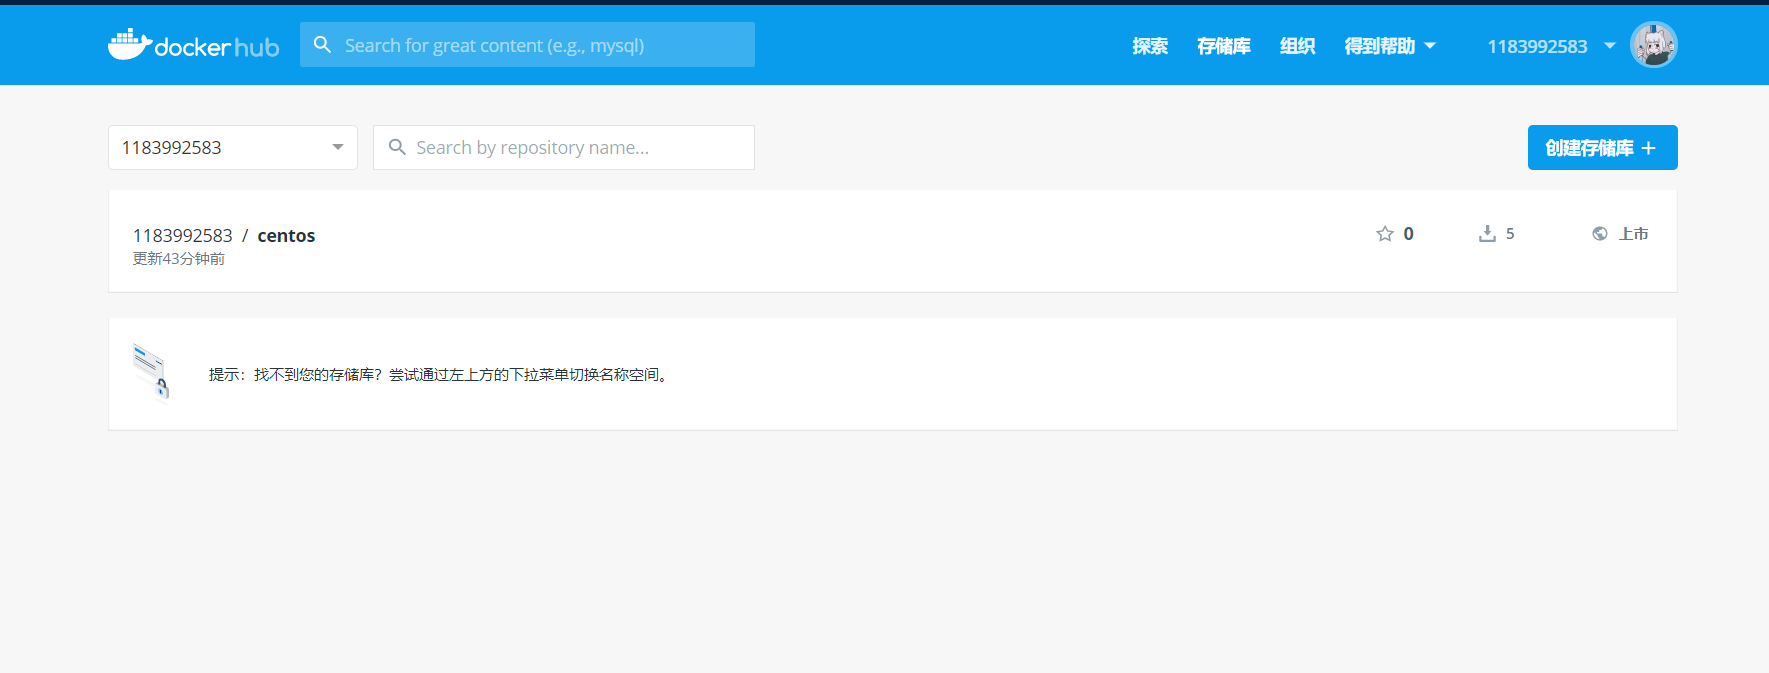 docker hub
Search for great content (e.g., mysql)
探索 存储库 组织 得到帮助 1183992583
1183992583
Search by repository name...
创建存储库 +
1183992583 / centos
0 5 上市
更新43分钟前
提示：找不到您的存储库？尝试通过左上方的下拉菜单切换名称空间。